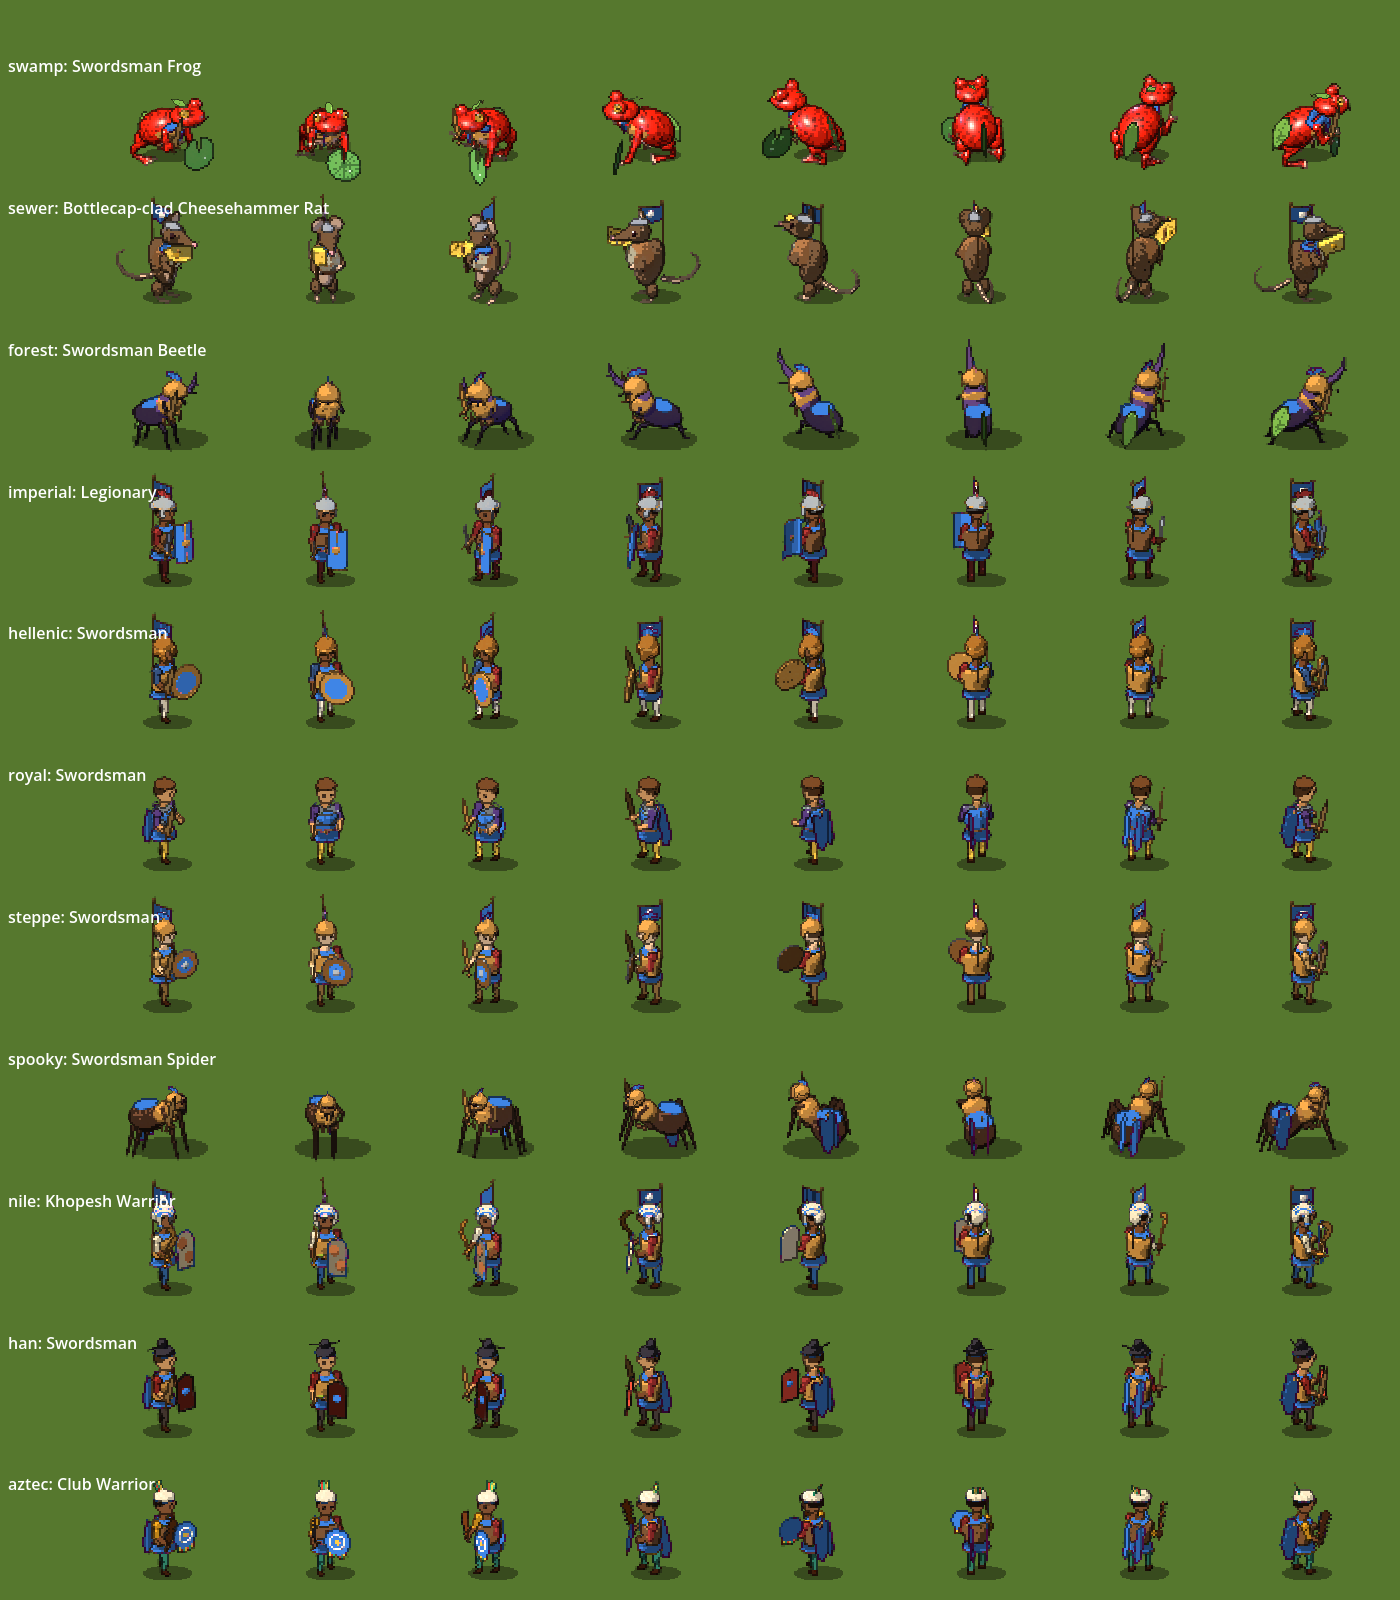 swamp: Swordsman Frog
sewer: Bottlecap-clad Cheesehammer Rat
forest: Swordsman Beetle
imperial: Legionary
hellenic: Swordsman
royal: Swordsman
steppe: Swordsman
spooky: Swordsman Spider
nile: Khopesh Warrior
han: Swordsman
aztec: Club Warrior